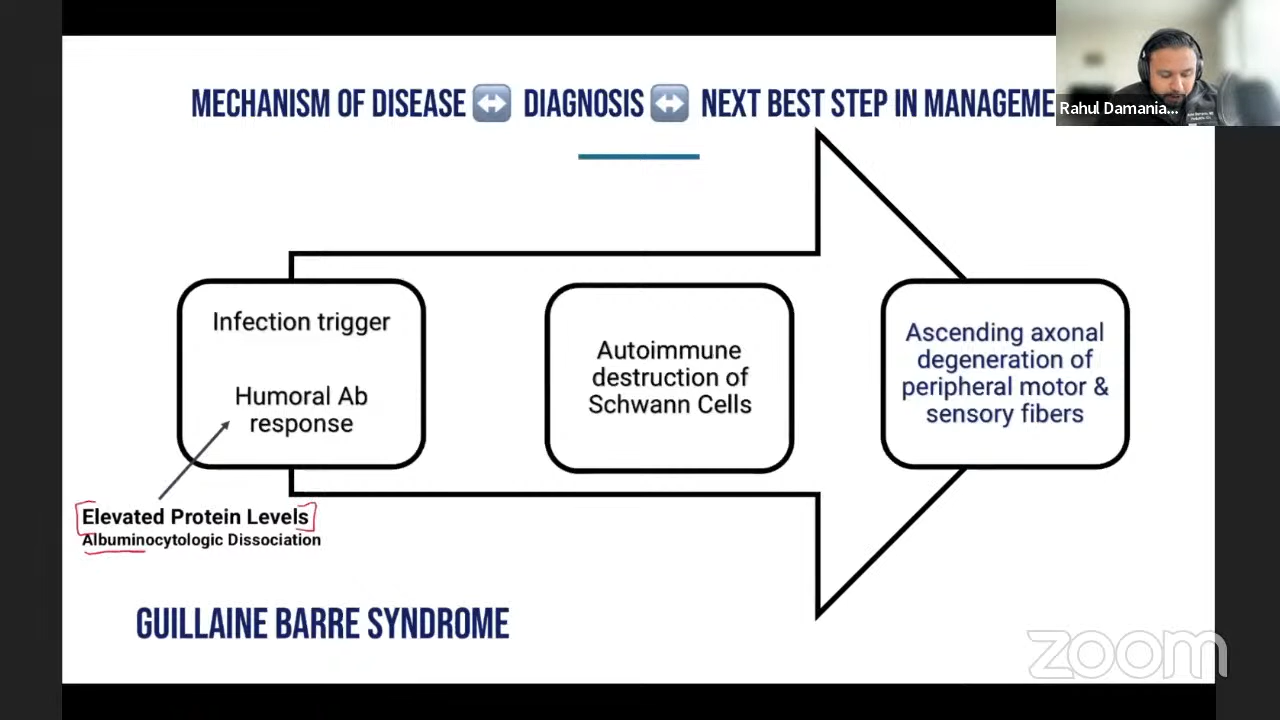 MECHANISM OF DISEASE ↔ DIAGNOSIS ↔ NEXT BEST STEP IN MANAGEME
Rahul Damania...
Infection trigger
Humoral Ab
response
Autoimmune
destruction of
Schwann Cells
Ascending axonal
degeneration of
peripheral motor &
sensory fibers
Elevated Protein Levels
Albuminocytologic Dissociation
GUILLAINE BARRE SYNDROME
zoom